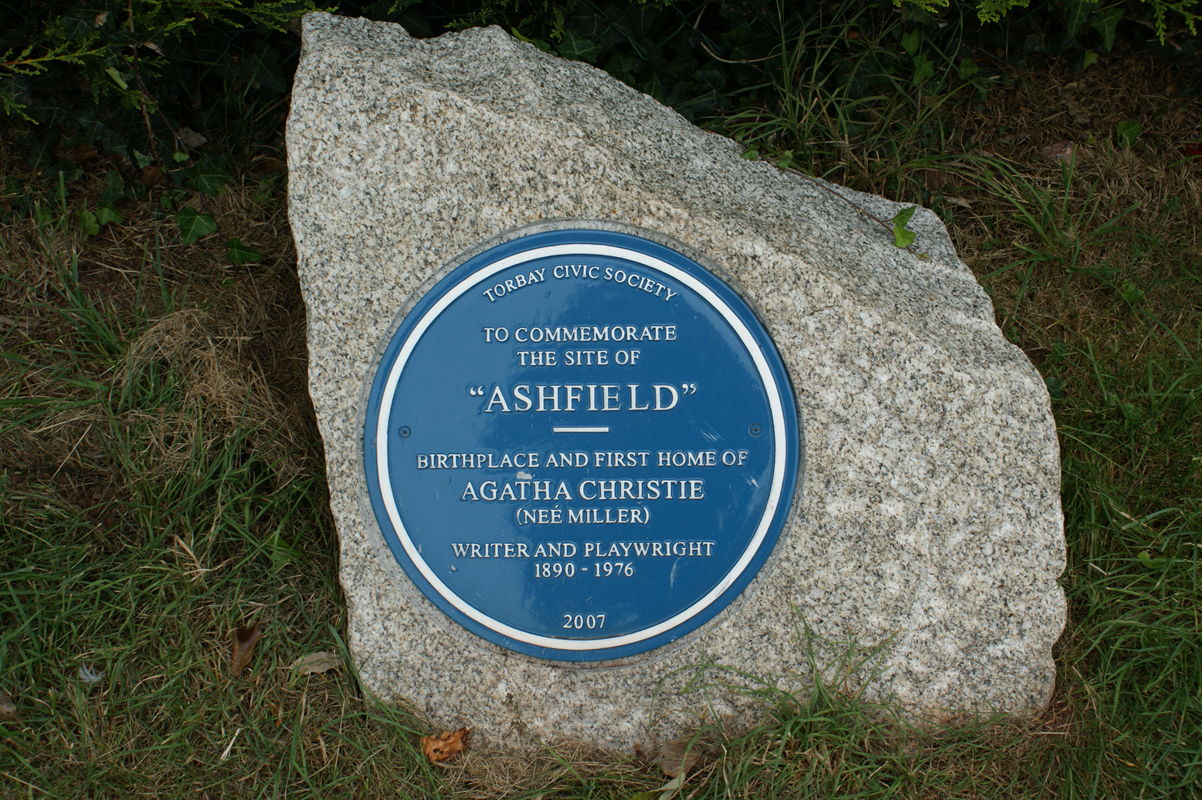 TORBAY CIVIC SOCIETY
TO COMMEMORATE
THE SITE OF
“ASHFIELD”
BIRTHPLACE AND FIRST HOME OF
AGATHA CHRISTIE
(NEÉ MILLER)
WRITER AND PLAYWRIGHT
1890 - 1976
2007